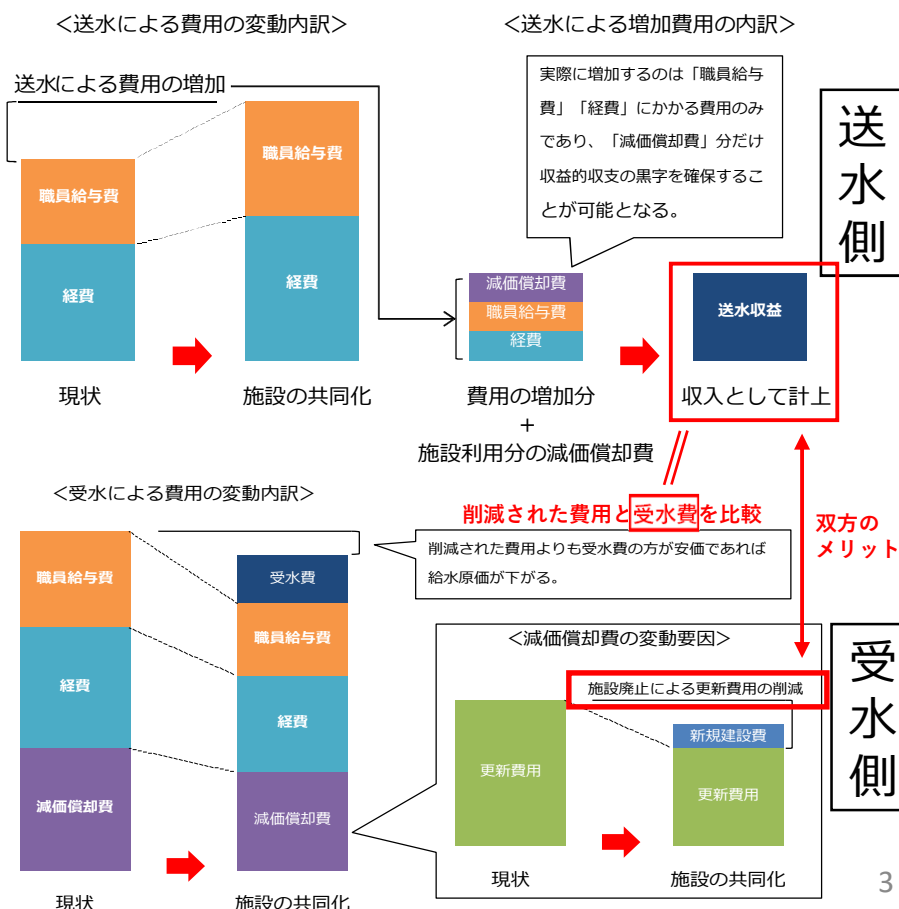 ＜送水による費用の変動内訳＞
送水による費用の増加
職員給与費
経費
現状
職員給与費
経費
施設の共同化
＜送水による増加費用の内訳＞
実際に増加するのは「職員給与
費」「経費」にかかる費用のみ
であり、「減価償却費」分だけ
収益的収支の黒字を確保するこ
とが可能となる。
減価償却費
職員給与費
経費
費用の増加分
+
施設利用分の減価償却費
送水収益
収入として計上
送水側
＜受水による費用の変動内訳＞
職員給与費
経費
減価償却費
現状
受水費
職員給与費
経費
減価償却費
施設の共同化
削減された費用と受水費を比較
削減された費用よりも受水費の方が安価であれば
給水原価が下がる。
双方の
メリット
＜減価償却費の変動要因＞
施設廃止による更新費用の削減
更新費用
現状
新規建設費
更新費用
施設の共同化
受水側
3